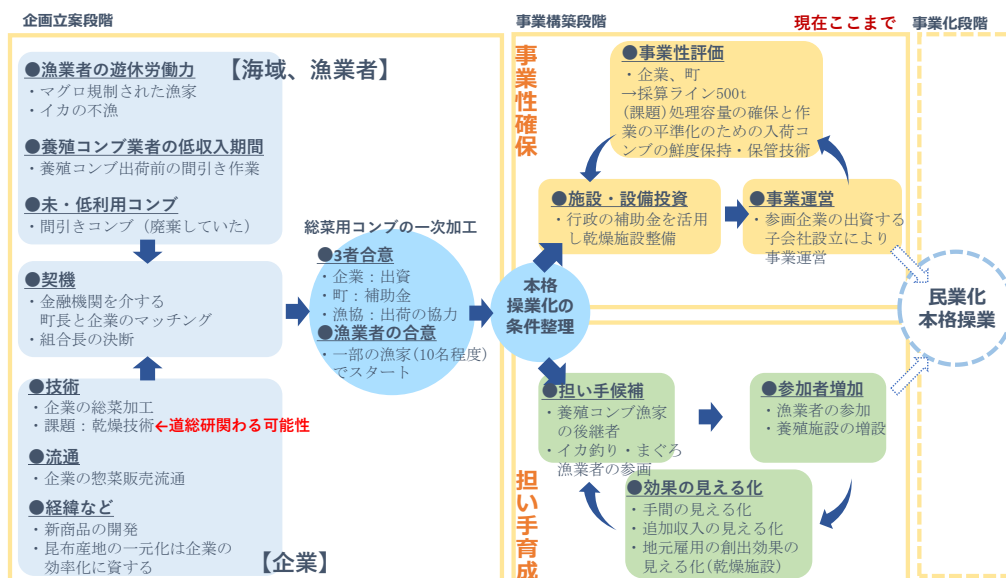 企画立案段階
事業構築段階
現在ここまで
事業化段階
【海域、漁業者】
●漁業者の遊休労働力
・マグロ規制された漁家
・イカの不漁
●養殖コンブ業者の低収入期間
・養殖コンブ出荷前の間引き作業
●未・低利用コンブ
・間引きコンブ（廃棄していた）
●契機
・金融機関を介する
町長と企業のマッチング
・組合長の決断
●技術
・企業の総菜加工
・課題：乾燥技術←道総研関わる可能性
●流通
・企業の惣菜販売流通
●経緯など
・新商品の開発
・昆布産地の一元化は企業の
効率化に資する
【企業】
総菜用コンブの一次加工
●3者合意
・企業：出資
・町：補助金
・漁協：出荷の協力
●漁業者の合意
・一部の漁家(10名程度)
でスタート
本格
操業化の
条件整理
事業性確保
●事業性評価
・企業、町
→採算ライン500t
(課題)処理容量の確保と作
業の平準化のための入荷コ
ンブの鮮度保持・保管技術
●施設・設備投資
・行政の補助金を活用
し乾燥施設整備
●事業運営
・参画企業の出資する
子会社設立により
事業運営
担い手育成
●担い手候補
・養殖コンブ漁家
の後継者
・イカ釣り・まぐろ
漁業者の参画
●参加者増加
・漁業者の参加
・養殖施設の増設
●効果の見える化
・手間の見える化
・追加収入の見える化
・地元雇用の創出効果の
見える化(乾燥施設)
民業化
本格操業